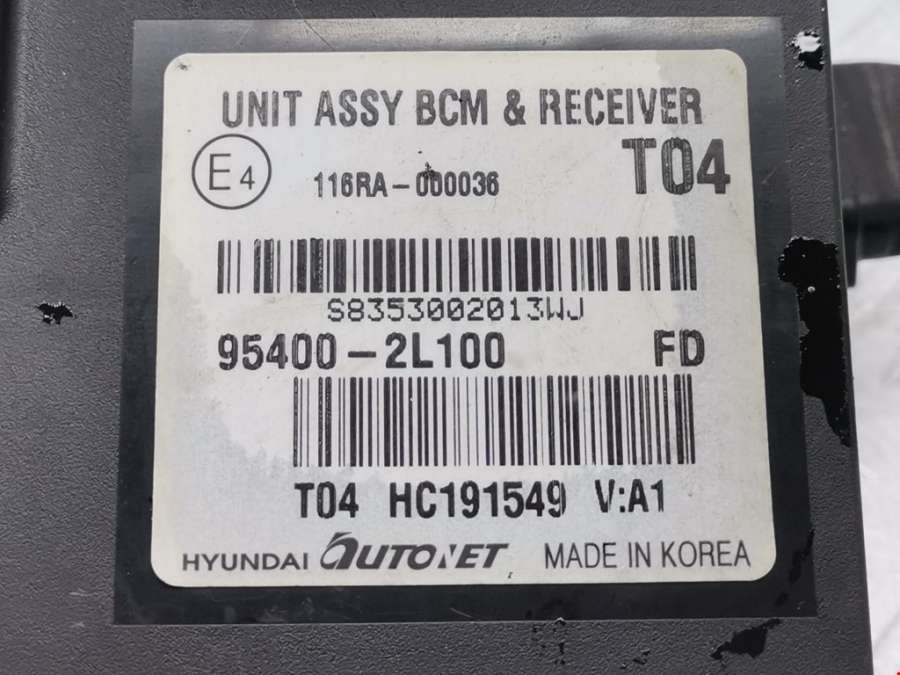 UNIT ASSY BCM & RECEIVER
E4 116RA-000036 T04
S8353002013WJ
95400-2L100 FD
T04 HC191549 V:A1
HYUNDAI AUTONET MADE IN KOREA